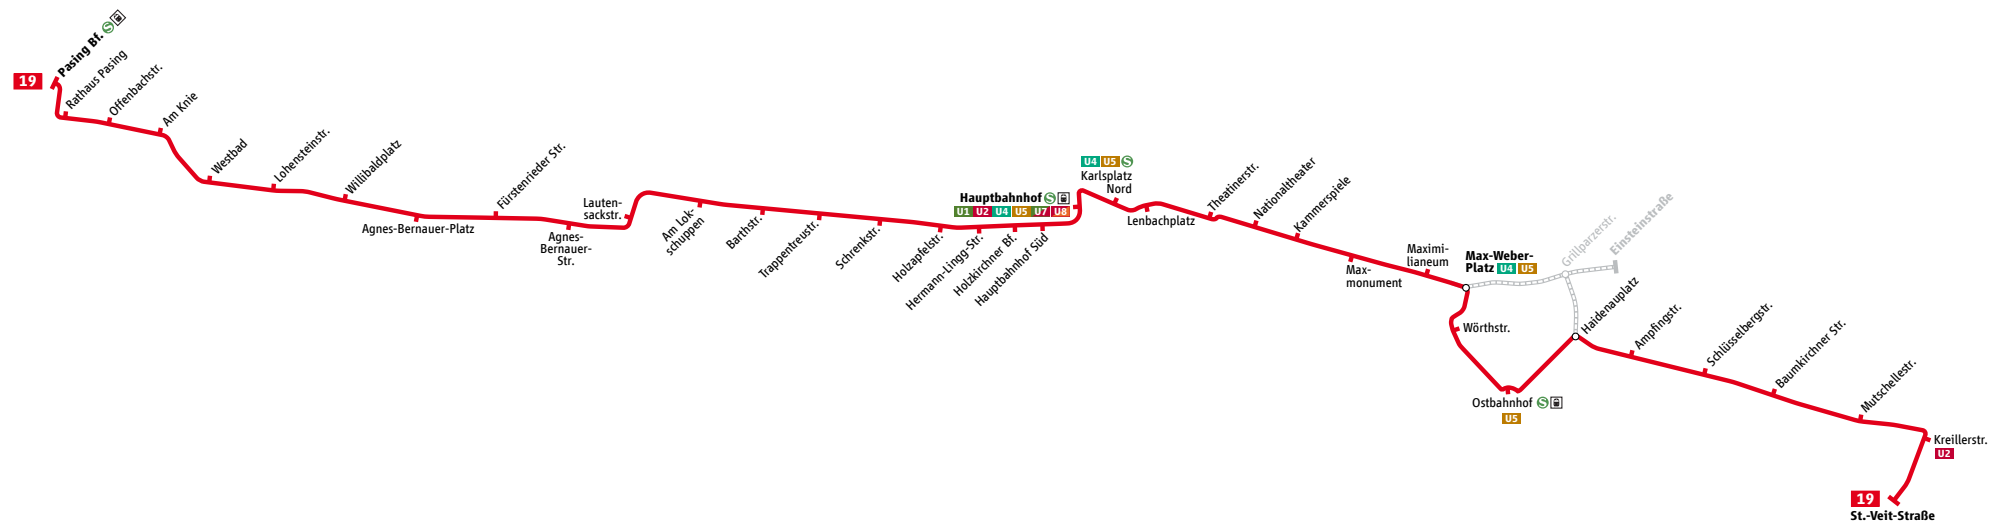 19
Pasing Bf. S
Rathaus Pasing
Offenbachstr.
Am Knie
Westbad
Lohensteinstr.
Willibaldplatz
Agnes-Bernauer-Platz
Fürstenrieder Str.
Agnes-
Bernauer-
Str.
Lauten-
sackstr.
Am Lok-
schuppen
Barthstr.
Trappentreustr.
Schrenkstr.
Holzapfelstr.
Hermann-Lingg-Str.
Holzkirchner Bf.
Hauptbahnhof Süd
Hauptbahnhof S
U1 U2 U4 U5 U7 U8
U4 U5 S
Karlsplatz
Nord
Lenbachplatz
Theatinerstr.
Nationaltheater
Kammerspiele
Max-
monument
Maximi-
lianeum
Max-Weber-
Platz U4 U5
Grillparzerstr.
Einsteinstraße
Wörthstr.
Ostbahnhof S
U5
Haidenauplatz
Ampfingstr.
Schlüsselbergstr.
Baumkirchner Str.
Mutschellestr.
Kreillerstr.
U2
19
St.-Veit-Straße